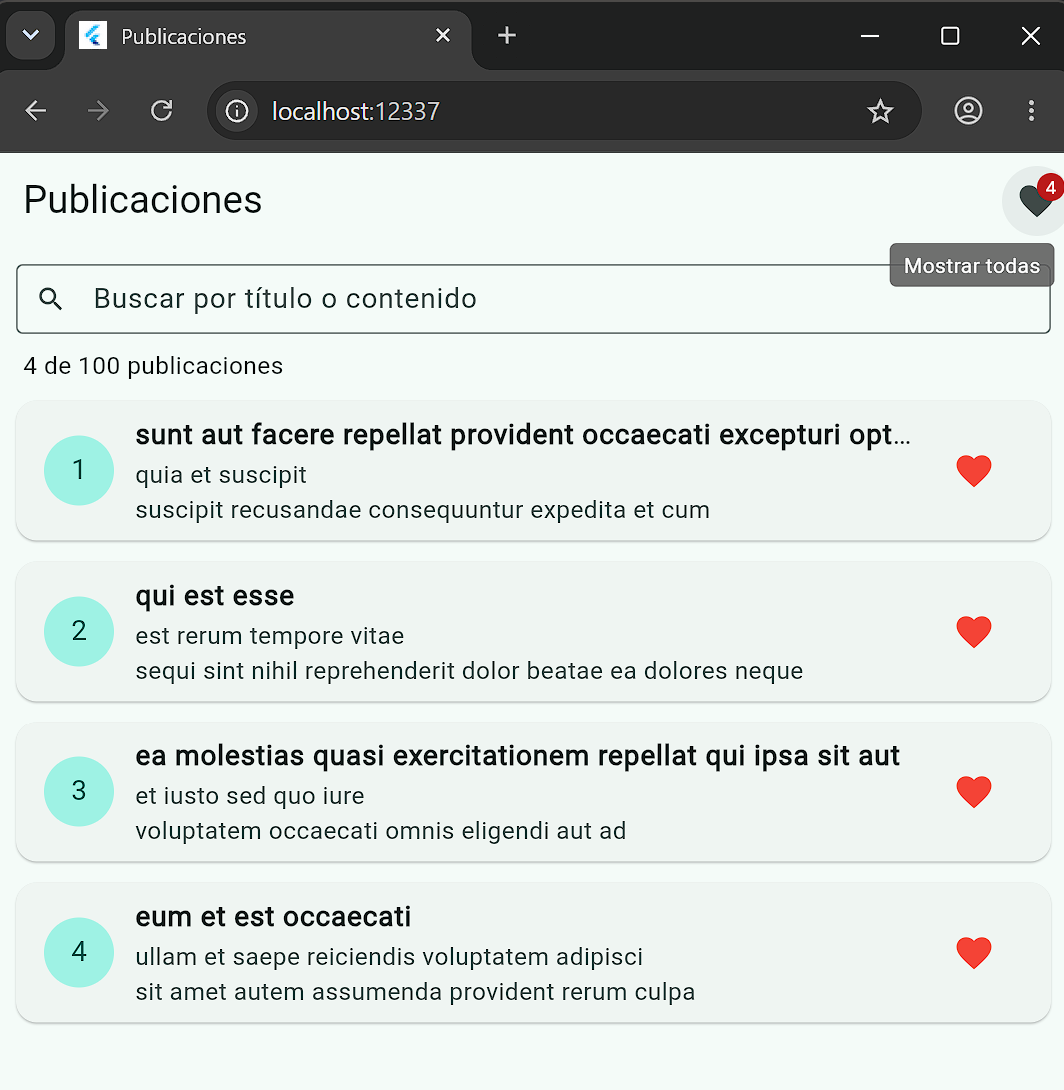 Publicaciones
localhost:12337
Publicaciones
4
Mostrar todas
Buscar por título o contenido
4 de 100 publicaciones
1
sunt aut facere repellat provident occaecati excepturi opt...
quia et suscipit
suscipit recusandae consequuntur expedita et cum
2
qui est esse
est rerum tempore vitae
sequi sint nihil reprehenderit dolor beatae ea dolores neque
3
ea molestias quasi exercitationem repellat qui ipsa sit aut
et iusto sed quo iure
voluptatem occaecati omnis eligendi aut ad
4
eum et est occaecati
ullam et saepe reiciendis voluptatem adipisci
sit amet autem assumenda provident rerum culpa